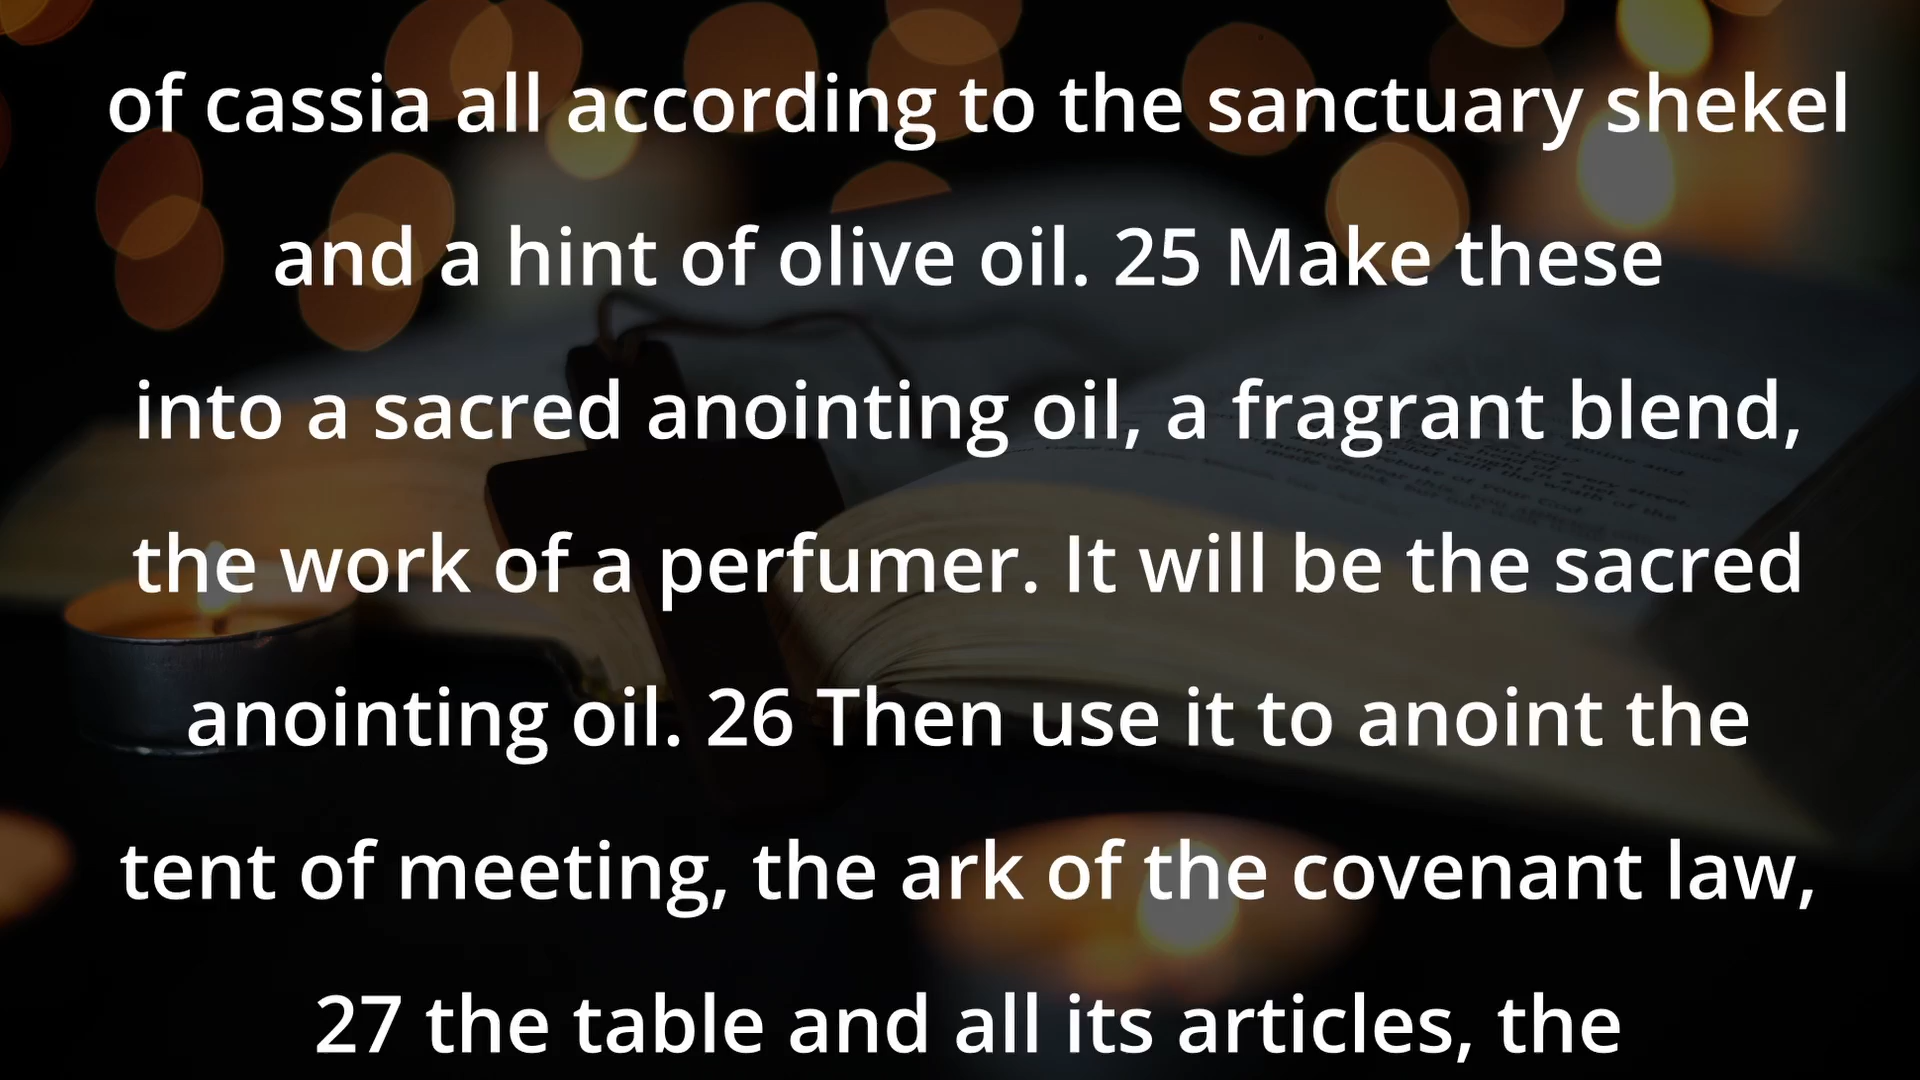 of cassia all according to the sanctuary shekel
and a hint of olive oil. 25 Make these
into a sacred anointing oil, a fragrant blend,
the work of a perfumer. It will be the sacred
anointing oil. 26 Then use it to anoint the
tent of meeting, the ark of the covenant law,
27 the table and all its articles, the